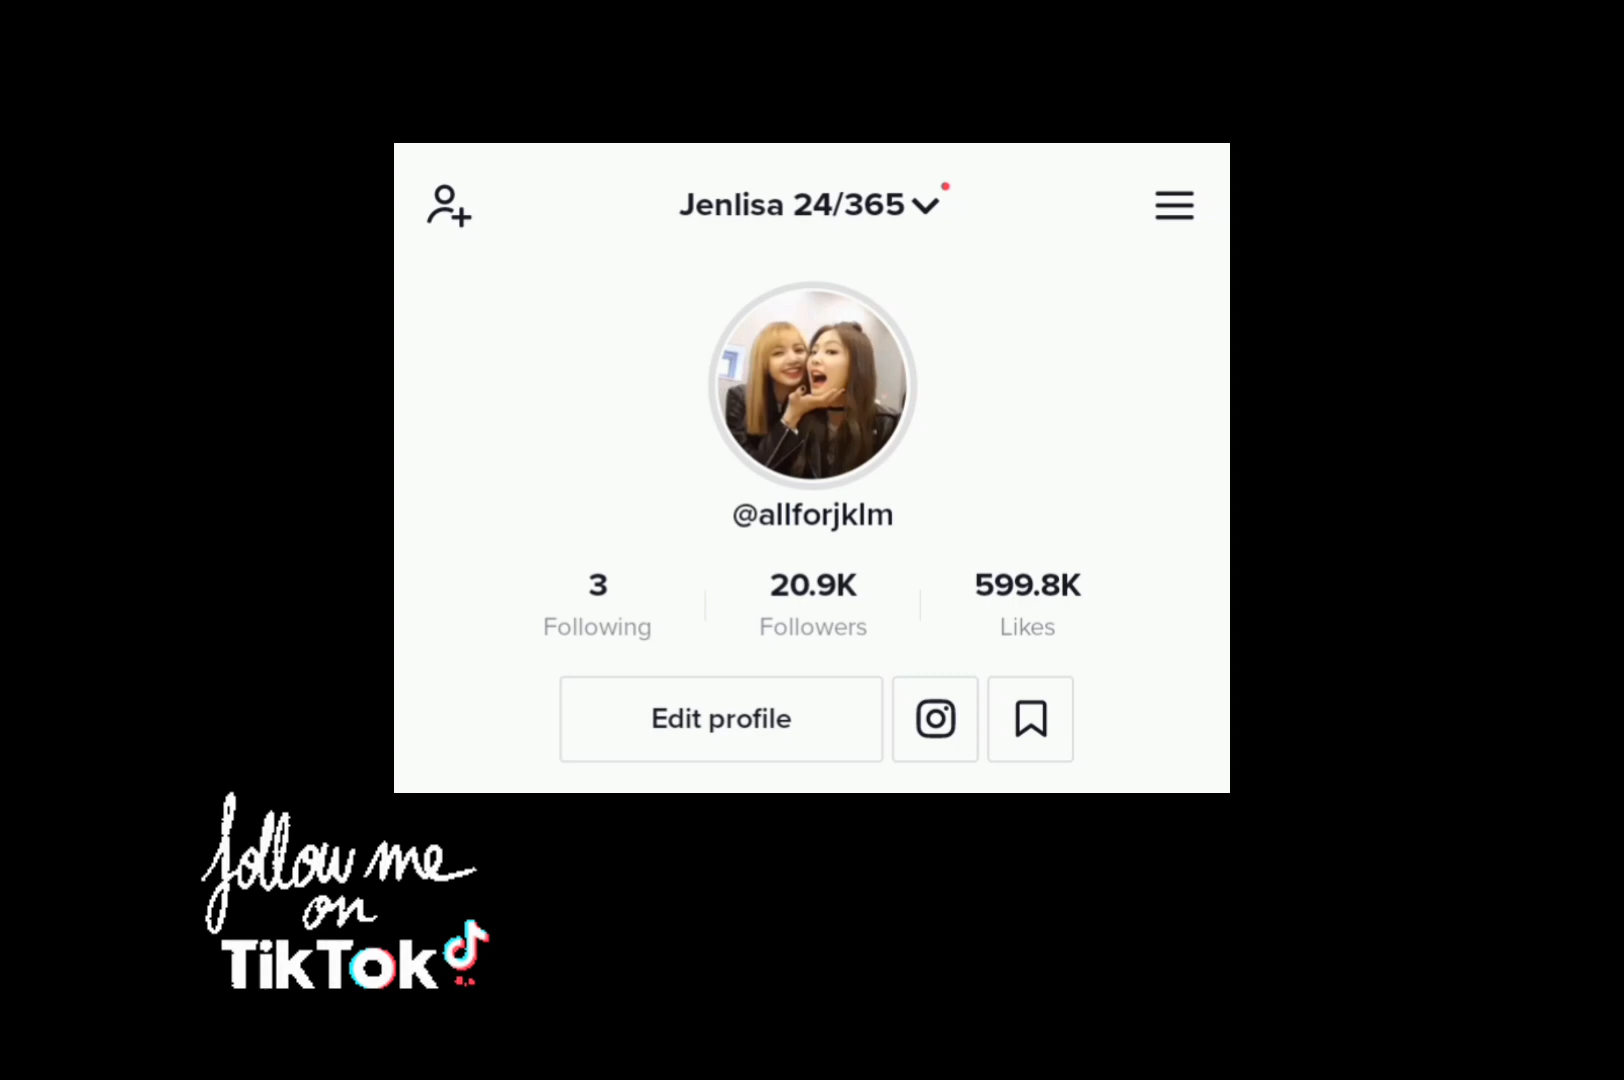 Jenlisa 24/365
@allforjklm
3 20.9K 599.8K
Following Followers Likes
Edit profile
follow me
on
TikTok